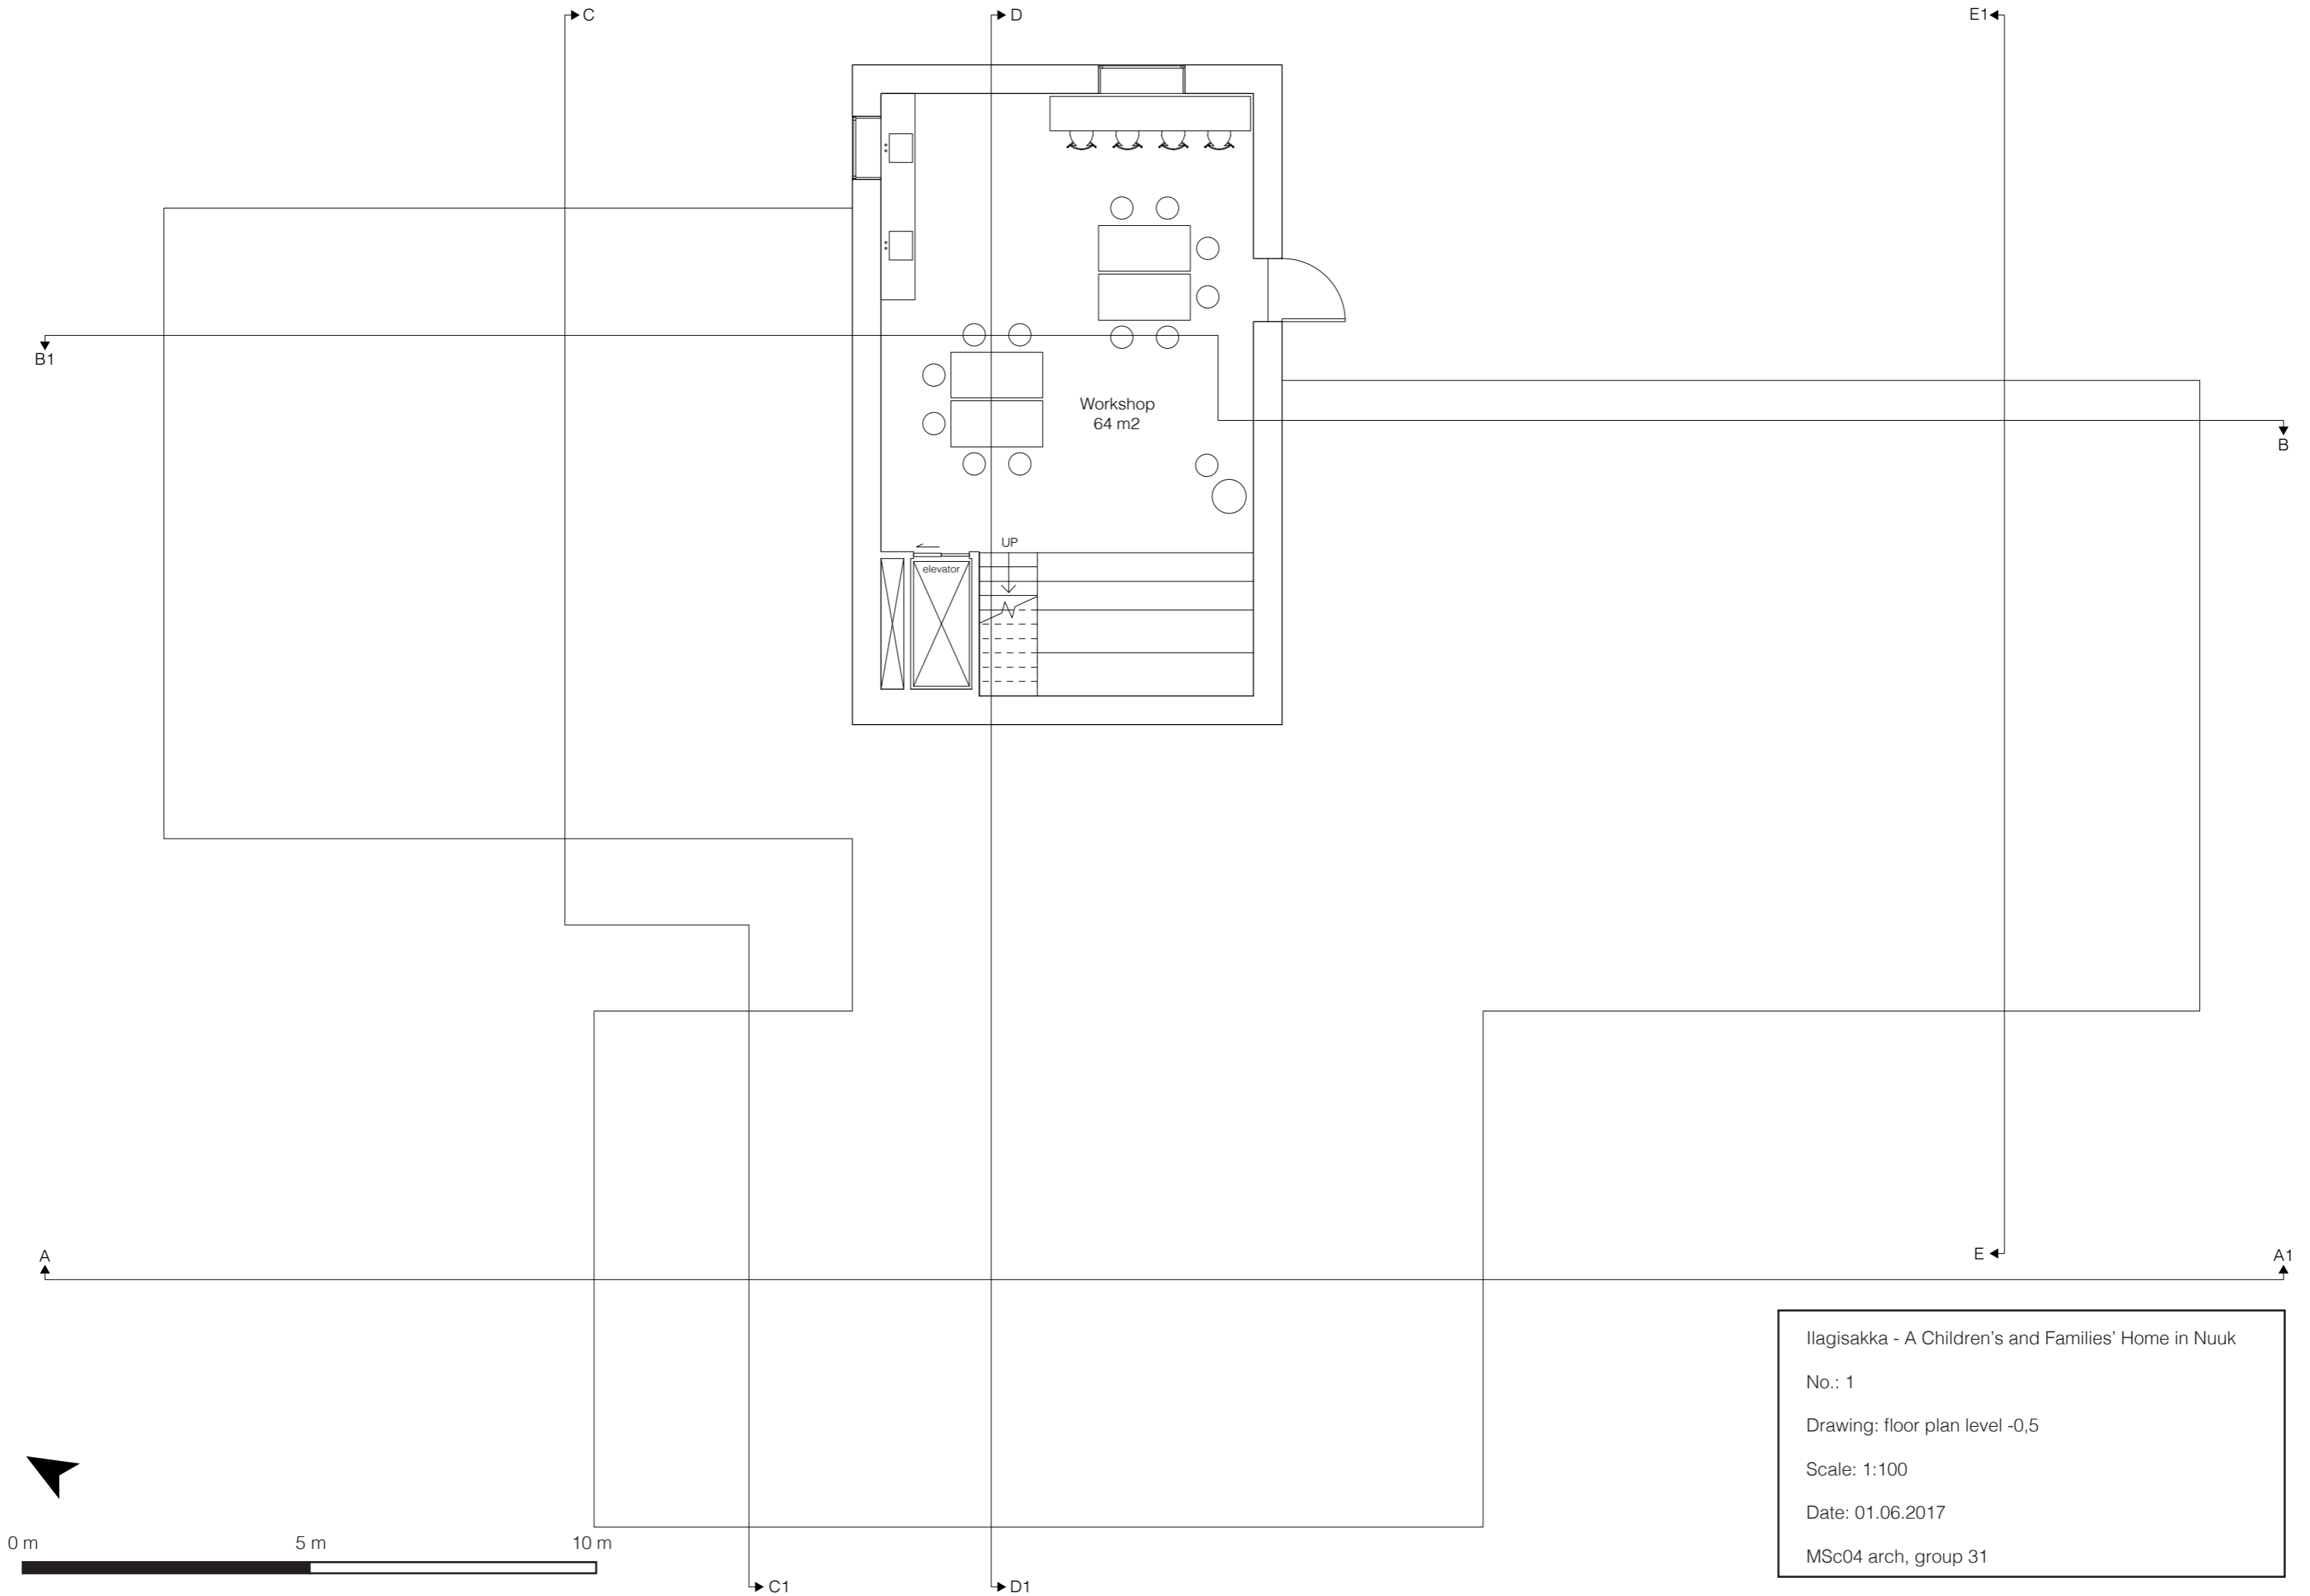 C
D
E1
B1
Workshop
64 m2
B
UP
elevator
A
E
A1
Ilagisakka - A Children's and Families' Home in Nuuk
No.: 1
Drawing: floor plan level -0,5
Scale: 1:100
Date: 01.06.2017
MSc04 arch, group 31
0 m
5 m
10 m
C1
D1